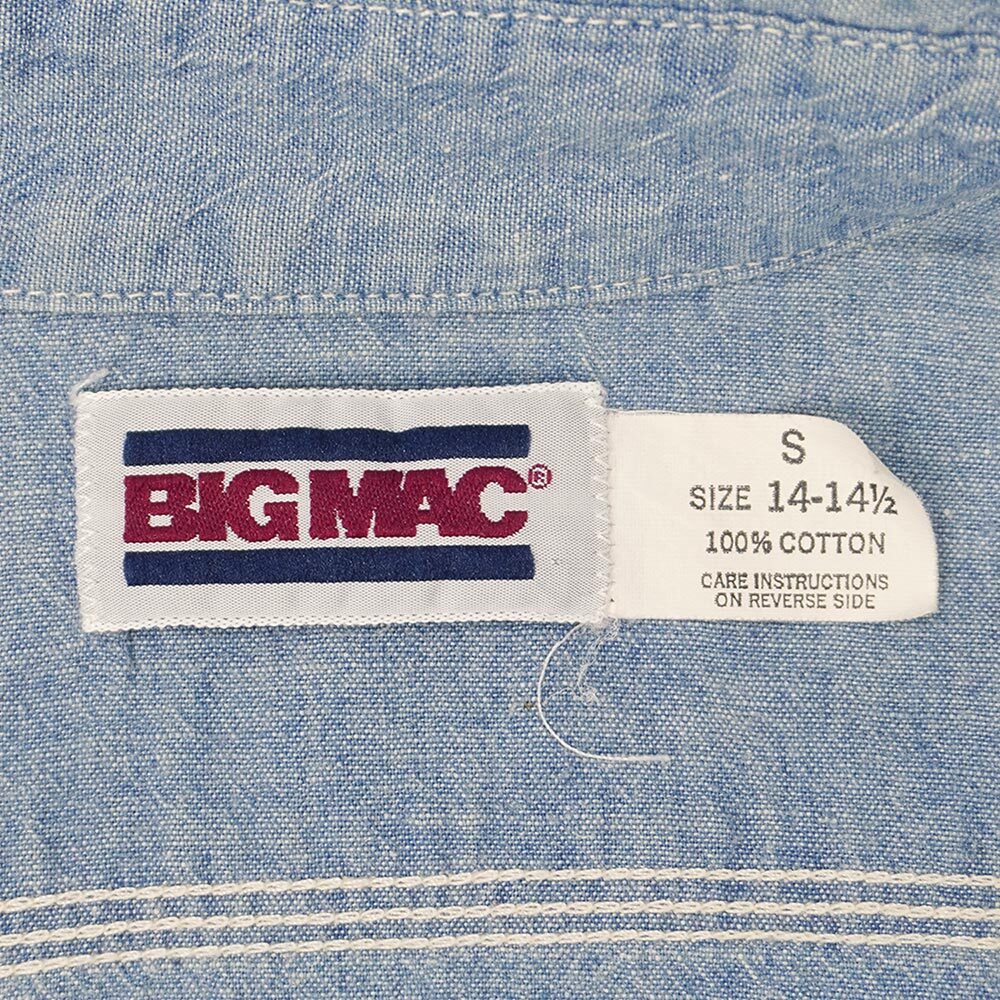 BIG MAC®
S
SIZE 14-14½
100% COTTON
CARE INSTRUCTIONS
ON REVERSE SIDE